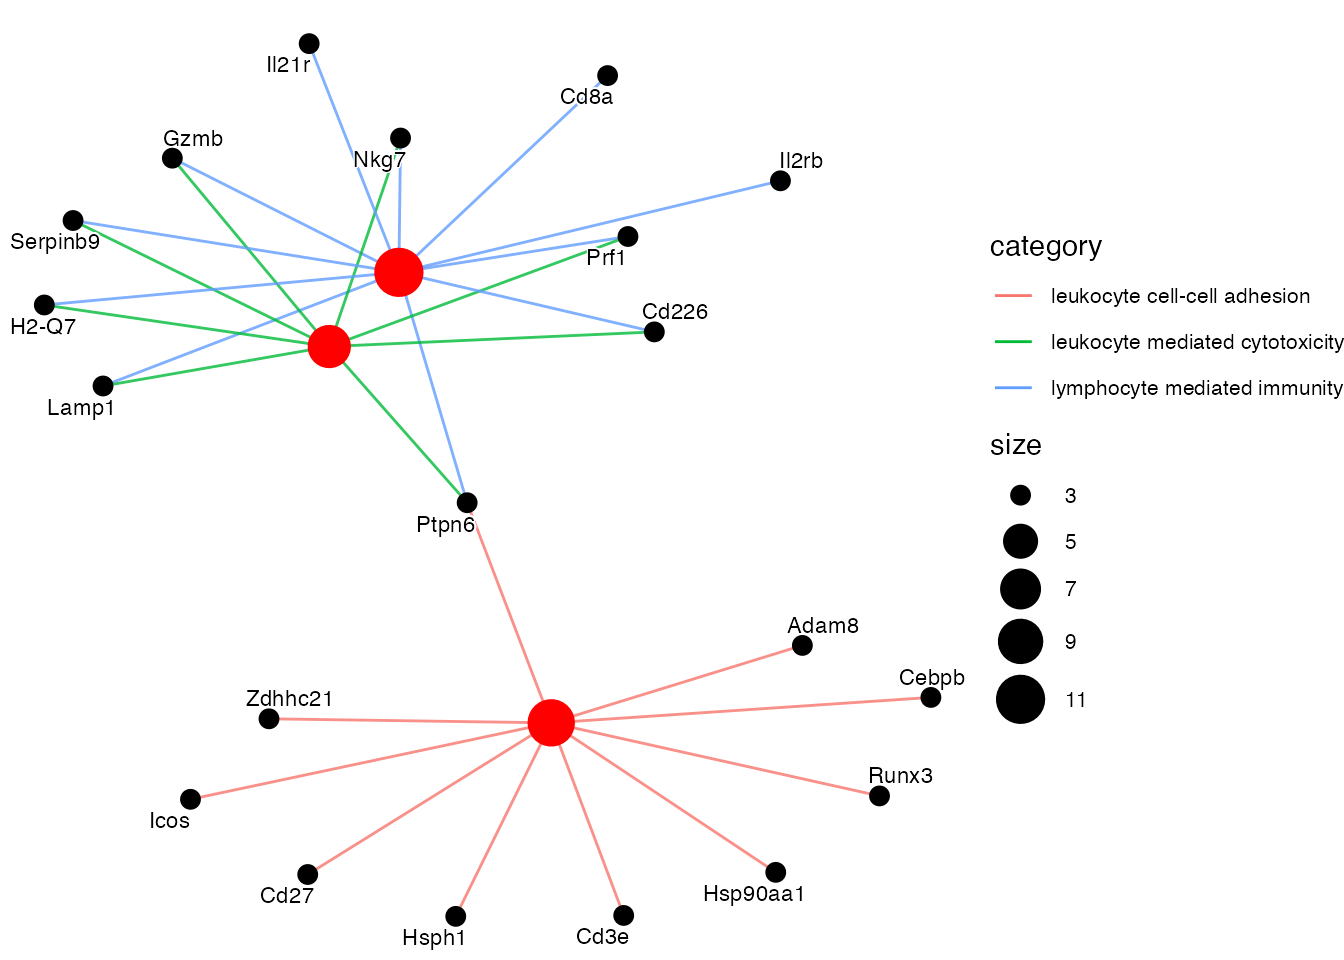 Il21r
Cd8a
Gzmb
Nkg7
Il2rb
Serpinb9
Prf1
Cd226
H2-Q7
Lamp1
Ptpn6
Adam8
Cebpb
Zdhhc21
Runx3
Icos
Cd27
Hsp90aa1
Hsph1
Cd3e
category
leukocyte cell-cell adhesion
leukocyte mediated cytotoxicity
lymphocyte mediated immunity
size
3
5
7
9
11